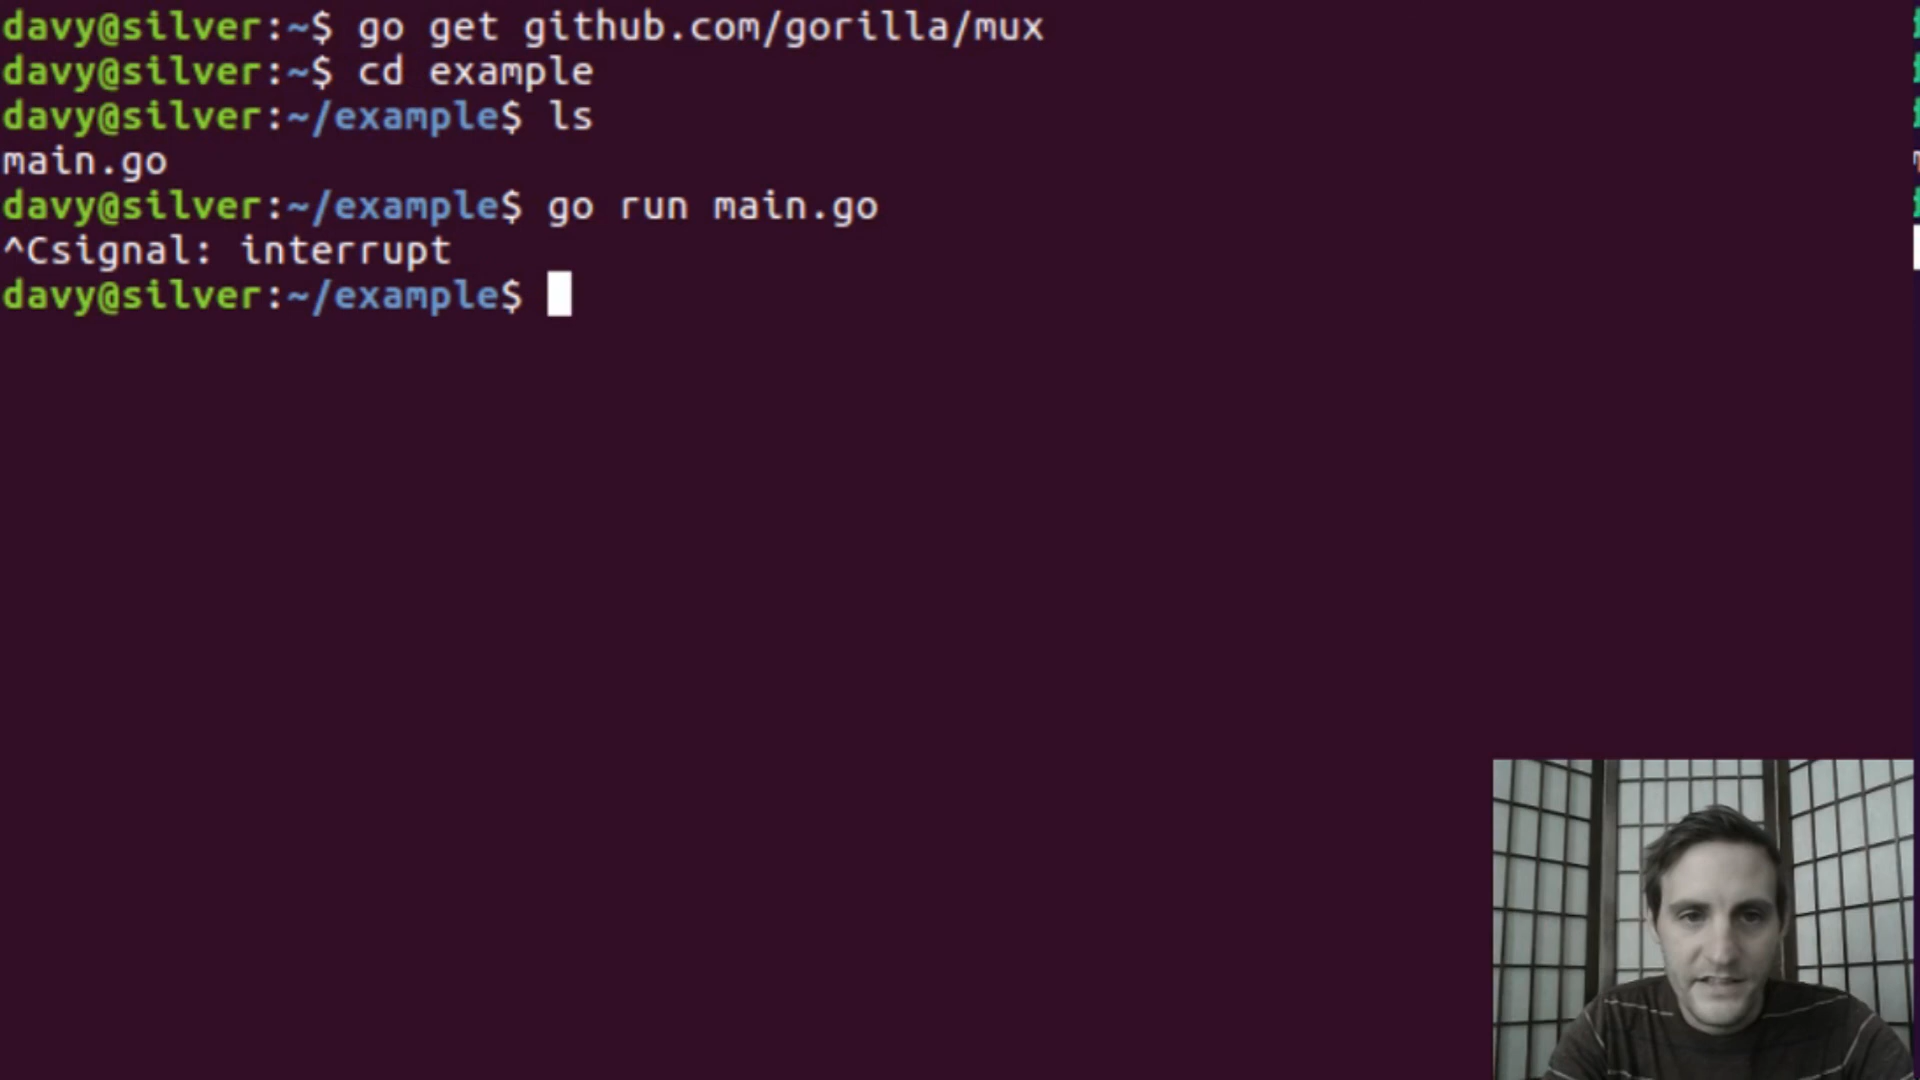 davy@silver:~$ go get github.com/gorilla/mux
davy@silver:~$ cd example
davy@silver:~/example$ ls
main.go
davy@silver:~/example$ go run main.go
^Csignal: interrupt
davy@silver:~/example$